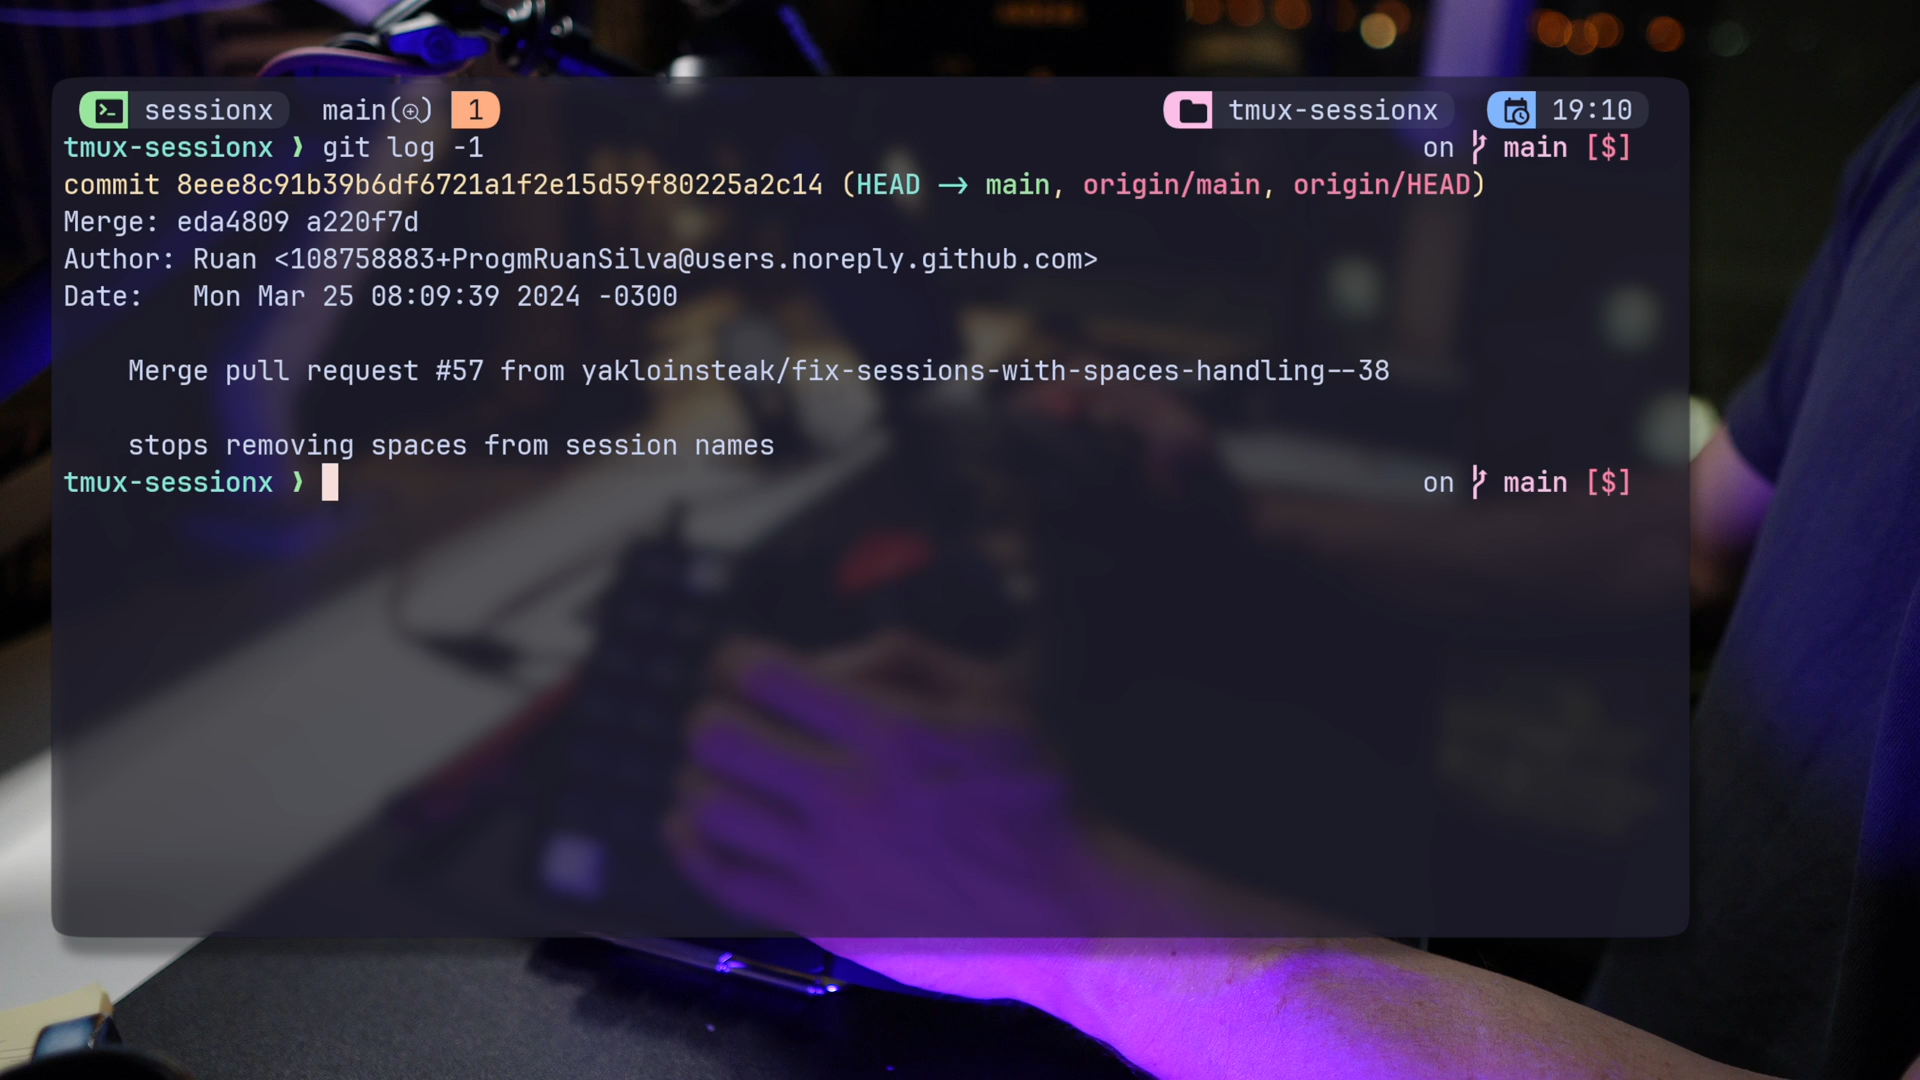 sessionx main() 1 tmux-sessionx 19:10
tmux-sessionx ❯ git log -1 on main [$]
commit 8eee8c91b39b6df6721a1f2e15d59f80225a2c14 (HEAD -> main, origin/main, origin/HEAD)
Merge: eda4809 a220f7d
Author: Ruan <108758883+ProgmRuanSilva@users.noreply.github.com>
Date:   Mon Mar 25 08:09:39 2024 -0300
Merge pull request #57 from yakloinsteak/fix-sessions-with-spaces-handling--38
stops removing spaces from session names
tmux-sessionx ❯ on main [$]